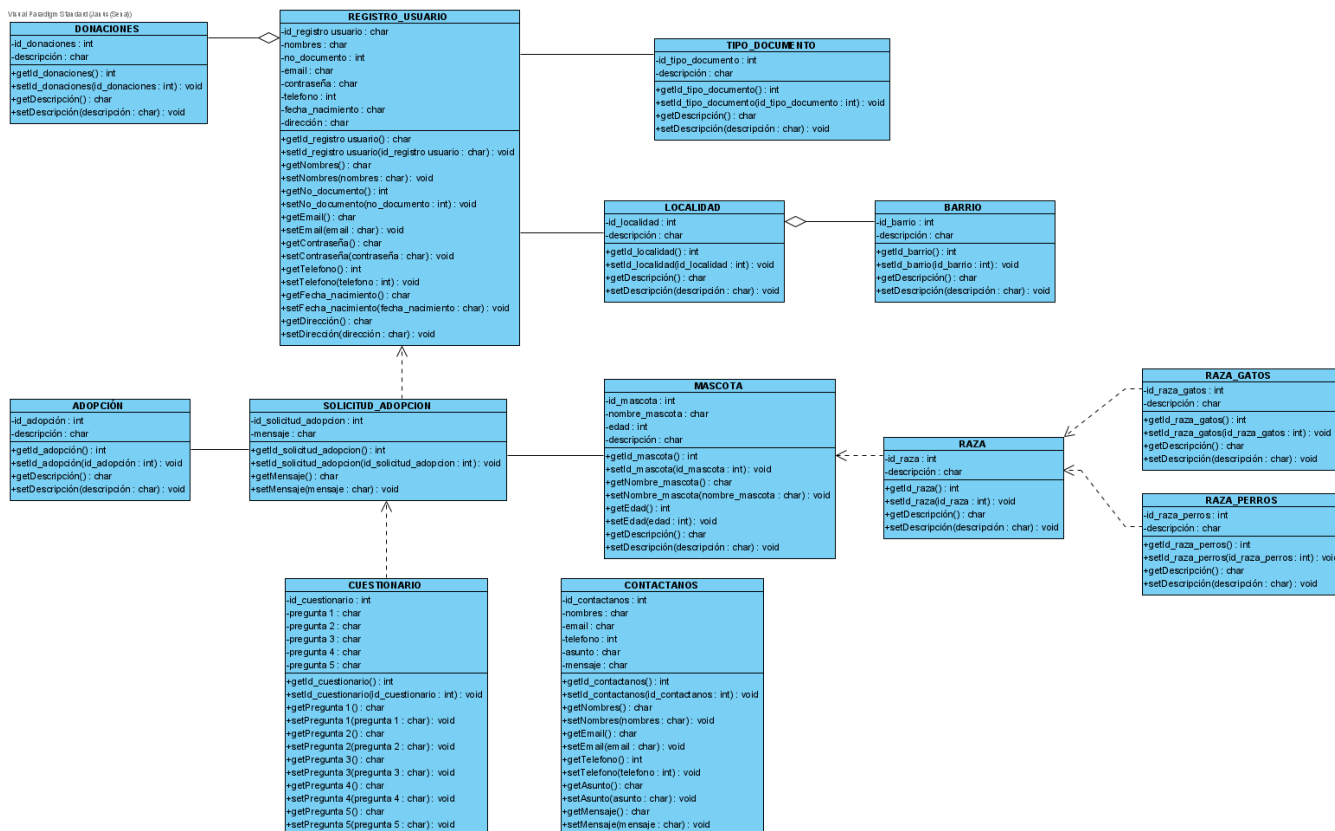 Visual Paradigm Standard(Janus(Sena))
DONACIONES
-id_donaciones : int
-descripción : char
+getId_donaciones() : int
+setId_donaciones(id_donaciones : int) : void
+getDescripción() : char
+setDescripción(descripción : char) : void
REGISTRO_USUARIO
-id_registro usuario : char
-nombres : char
-no_documento : int
-email : char
-contraseña : char
-telefono : int
-fecha_nacimiento : char
-dirección : char
+getId_registro usuario() : char
+setId_registro usuario(id_registro usuario : char) : void
+getNombres() : char
+setNombres(nombres : char) : void
+getNo_documento() : int
+setNo_documento(no_documento : int) : void
+getEmail() : char
+setEmail(email : char) : void
+getContraseña() : char
+setContraseña(contraseña : char) : void
+getTelefono() : int
+setTelefono(telefono : int) : void
+getFecha_nacimiento() : char
+setFecha_nacimiento(fecha_nacimiento : char) : void
+getDirección() : char
+setDirección(dirección : char) : void
TIPO_DOCUMENTO
-id_tipo_documento : int
-descripción : char
+getId_tipo_documento() : int
+setId_tipo_documento(id_tipo_documento : int) : void
+getDescripción() : char
+setDescripción(descripción : char) : void
LOCALIDAD
-id_localidad : int
-descripción : char
+getId_localidad() : int
+setId_localidad(id_localidad : int) : void
+getDescripción() : char
+setDescripción(descripción : char) : void
BARRIO
-id_barrio : int
-descripción : char
+getId_barrio() : int
+setId_barrio(id_barrio : int) : void
+getDescripción() : char
+setDescripción(descripción : char) : void
ADOPCIÓN
-id_adopción : int
-descripción : char
+getId_adopción() : int
+setId_adopción(id_adopción : int) : void
+getDescripción() : char
+setDescripción(descripción : char) : void
SOLICITUD_ADOPCION
-id_solicitud_adopcion : int
-mensaje : char
+getId_solicitud_adopcion() : int
+setId_solicitud_adopcion(id_solicitud_adopcion : int) : void
+getMensaje() : char
+setMensaje(mensaje : char) : void
MASCOTA
-id_mascota : int
-nombre_mascota : char
-edad : int
-descripción : char
+getId_mascota() : int
+setId_mascota(id_mascota : int) : void
+getNombre_mascota() : char
+setNombre_mascota(nombre_mascota : char) : void
+getEdad() : int
+setEdad(edad : int) : void
+getDescripción() : char
+setDescripción(descripción : char) : void
RAZA
-id_raza : int
-descripción : char
+getId_raza() : int
+setId_raza(id_raza : int) : void
+getDescripción() : char
+setDescripción(descripción : char) : void
RAZA_GATOS
-id_raza_gatos : int
-descripción : char
+getId_raza_gatos() : int
+setId_raza_gatos(id_raza_gatos : int) : void
+getDescripción() : char
+setDescripción(descripción : char) : void
RAZA_PERROS
-id_raza_perros : int
-descripción : char
+getId_raza_perros() : int
+setId_raza_perros(id_raza_perros : int) : void
+getDescripción() : char
+setDescripción(descripción : char) : void
CUESTIONARIO
-id_cuestionario : int
-pregunta 1 : char
-pregunta 2 : char
-pregunta 3 : char
-pregunta 4 : char
-pregunta 5 : char
+getId_cuestionario() : int
+setId_cuestionario(id_cuestionario : int) : void
+getPregunta 1() : char
+setPregunta 1(pregunta 1 : char) : void
+getPregunta 2() : char
+setPregunta 2(pregunta 2 : char) : void
+getPregunta 3() : char
+setPregunta 3(pregunta 3 : char) : void
+getPregunta 4() : char
+setPregunta 4(pregunta 4 : char) : void
+getPregunta 5() : char
+setPregunta 5(pregunta 5 : char) : void
CONTACTANOS
-id_contactanos : int
-nombres : char
-email : char
-telefono : int
-asunto : char
-mensaje : char
+getId_contactanos() : int
+setId_contactanos(id_contactanos : int) : void
+getNombres() : char
+setNombres(nombres : char) : void
+getEmail() : char
+setEmail(email : char) : void
+getTelefono() : int
+setTelefono(telefono : int) : void
+getAsunto() : char
+setAsunto(asunto : char) : void
+getMensaje() : char
+setMensaje(mensaje : char) : void